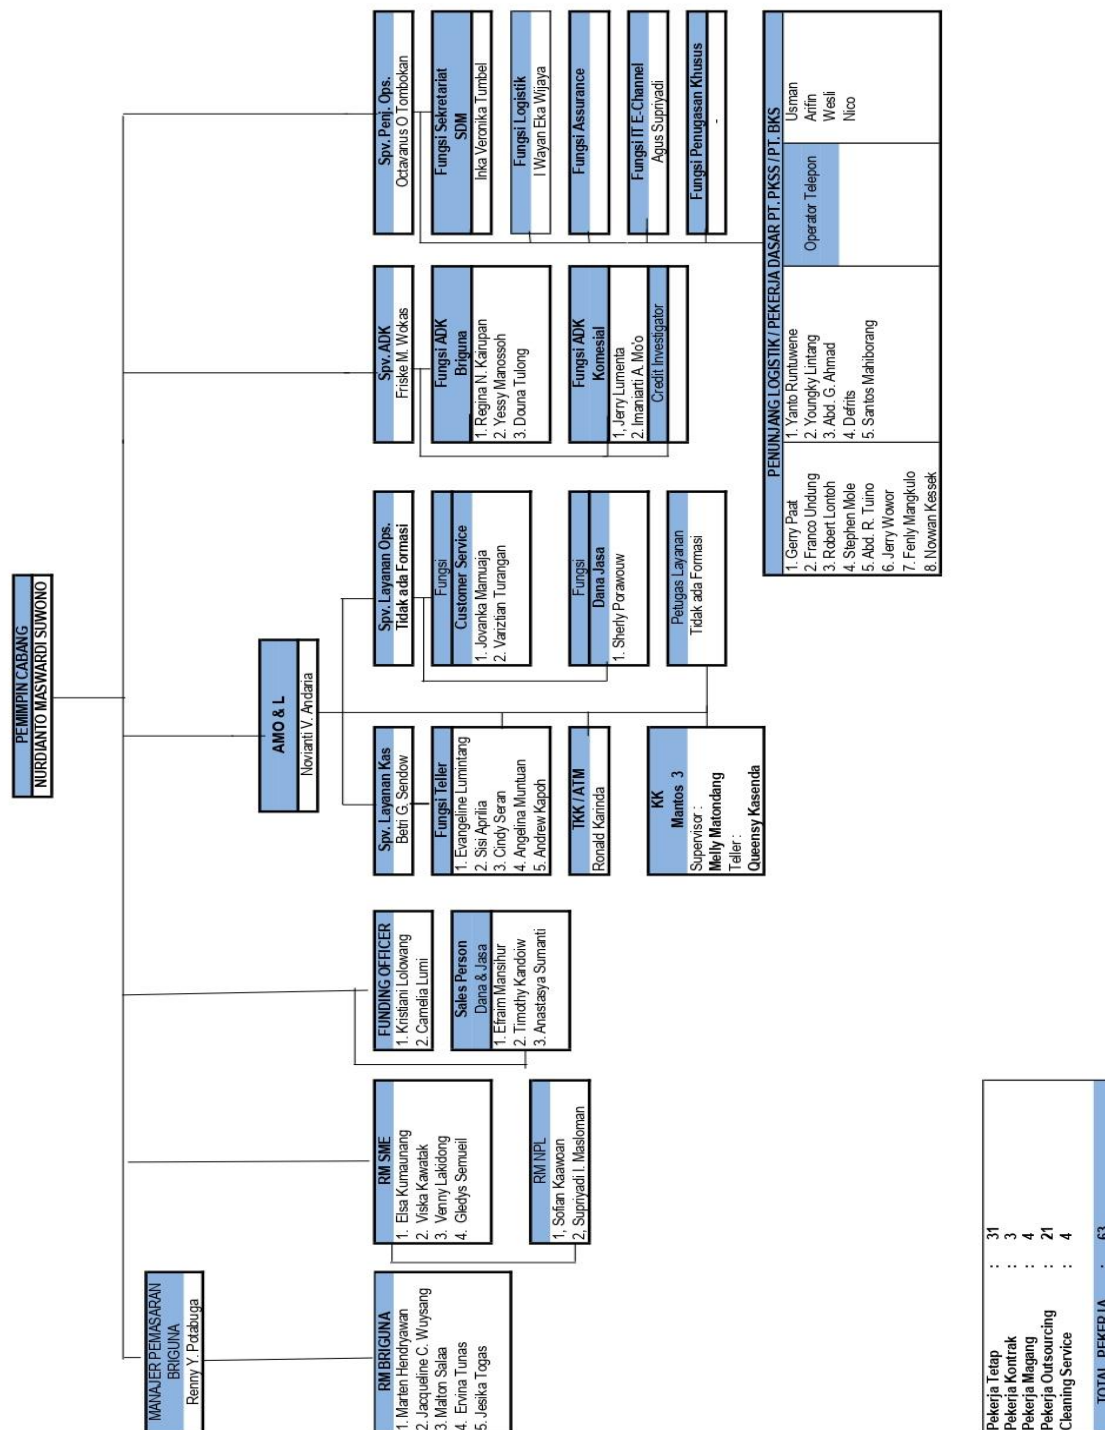 PEMIMPIN CABANG
NURDIANTO MASWARDI SUWONO
MANAJER PEMASARAN
BRIGUNA
Renny Y. Potabuga
AMO & L
Novianti V. Andaria
RM BRIGUNA
1. Marten Hendryawan
2. Jacqueline C. Wuysang
3. Malton Salaa
4. Ervina Tunas
5. Jesika Togas
RM SME
1. Elsa Kumaunang
2. Viska Kawatak
3. Venny Lakidong
4. Gledys Semueil
RM NPL
1, Sofian Kaawoan
2, Supriyadi I. Masloman
FUNDING OFFICER
1. Kristiani Lolowang
2. Camelia Lumi
Sales Person
Dana & Jasa
1. Efraim Mansihur
2. Timothy Kandoiw
3. Anastasya Sumanti
Spv. Layanan Kas
Betri G. Sendow
Fungsi Teller
1. Evangeline Lumintang
2. Sisi Aprilia
3. Cindy Seran
4. Angelina Muntuan
5. Andrew Kapoh
TKK / ATM
Ronald Karinda
KK
Mantos 3
Supervisor :
Melly Matondang
Teller :
Queensy Kasenda
Spv. Layanan Ops.
Tidak ada Formasi
Fungsi
Customer Service
1. Jovanka Mamuaja
2. Variztian Turangan
Fungsi
Dana Jasa
1. Sherly Porawouw
Petugas Layanan
Tidak ada Formasi
Spv. ADK
Friske M. Wokas
Fungsi ADK
Briguna
1. Regina N. Kairupan
2. Yessy Manossoh
3. Douna Tulong
Fungsi ADK
Komesial
1, Jerry Lumenta
2. Imaniarti A. Mo'o
Credit Investigator
Spv. Penj. Ops.
Octavanus O Tombokan
Fungsi Sekretariat
SDM
Inka Veronika Tumbel
Fungsi Logistik
I Wayan Eka Wijaya
Fungsi Assurance
Fungsi IT E-Channel
Agus Supriyadi
Fungsi Penugasan Khusus
-
PENUNJANG LOGISTIK / PEKERJA DASAR PT. PKSS / PT. BKS
1. Gerry Paat
2. Franco Undung
3. Robert Lontoh
4. Stephen Mole
5. Abd. R. Tuino
6. Jerry Wowor
7. Fenly Mangkulo
8. Novwan Kessek
1. Yanto Runtuwene
2. Youngky Lintang
3. Abd. G. Ahmad
4. Defrits
5. Santos Mahiborang
Operator Telepon
Usman
Arifin
Wesli
Nico
Pekerja Tetap : 31
Pekerja Kontrak : 3
Pekerja Magang : 4
Pekerja Outsourcing : 21
Cleaning Service : 4
TOTAL PEKERJA : 63